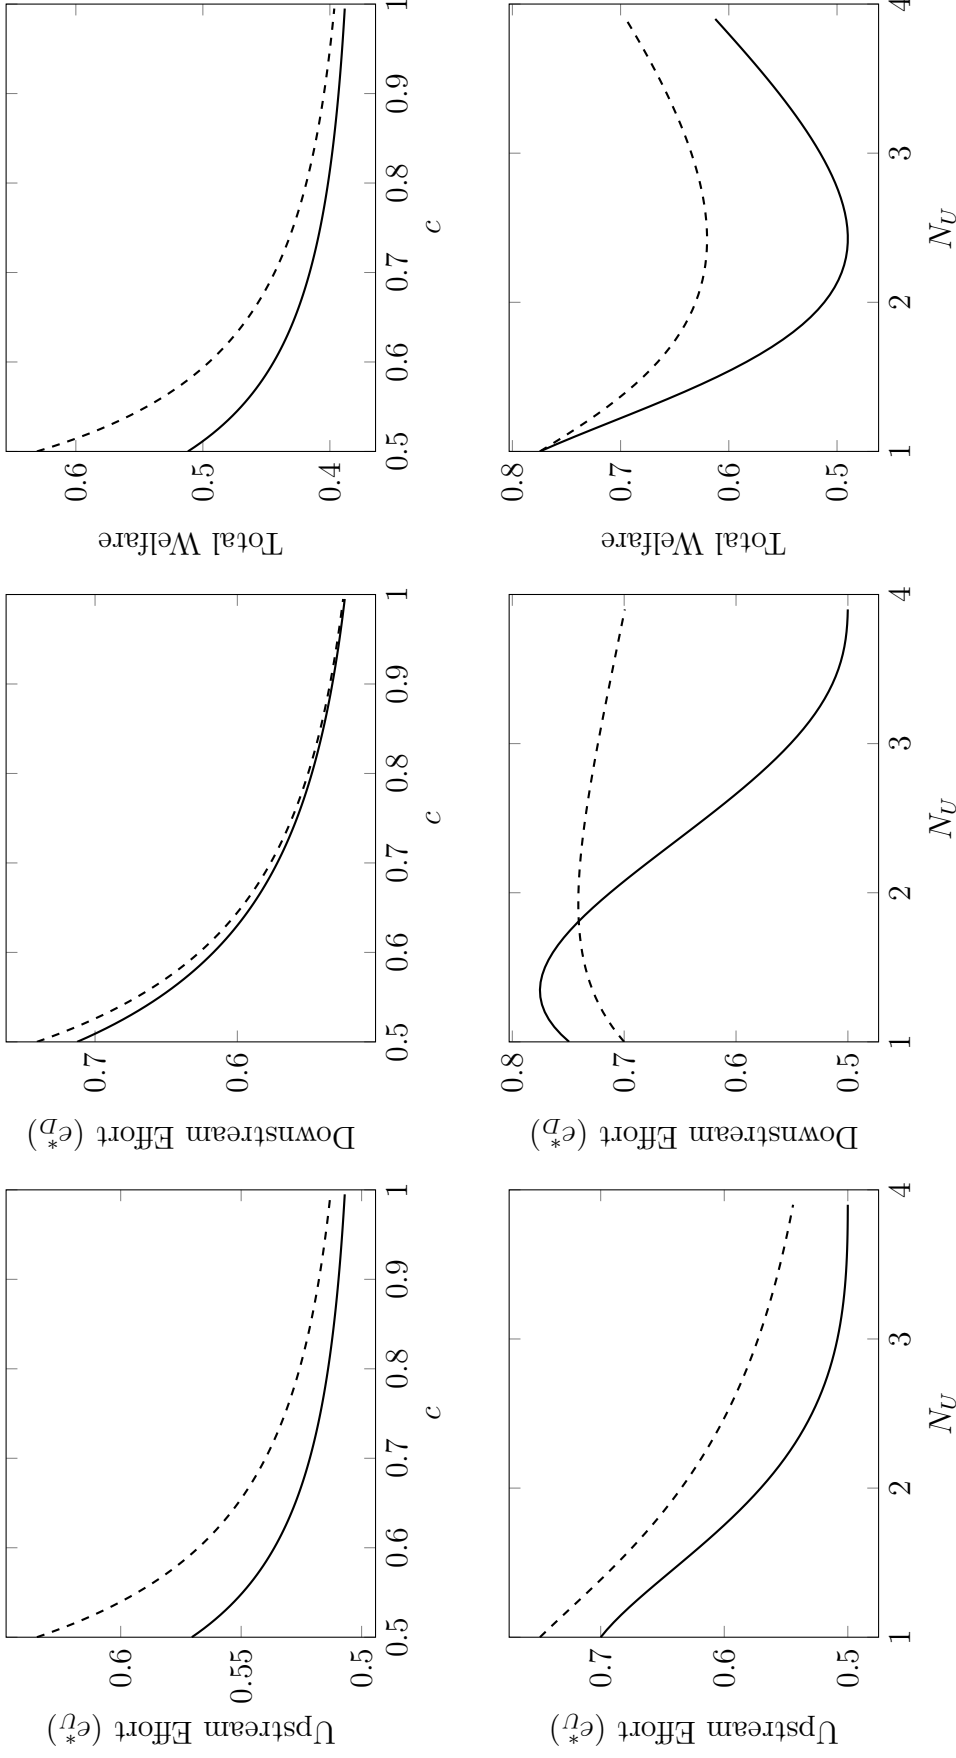 Upstream Effort (e*_U)
0.6
0.55
0.5
0.5 0.6 0.7 0.8 0.9 1
c
Downstream Effort (e*_D)
0.7
0.6
0.5 0.6 0.7 0.8 0.9 1
c
Total Welfare
0.6
0.5
0.4
0.5 0.6 0.7 0.8 0.9 1
c
Upstream Effort (e*_U)
0.7
0.6
0.5
1 2 3 4
N_U
Downstream Effort (e*_D)
0.8
0.7
0.6
0.5
1 2 3 4
N_U
Total Welfare
0.8
0.7
0.6
0.5
1 2 3 4
N_U